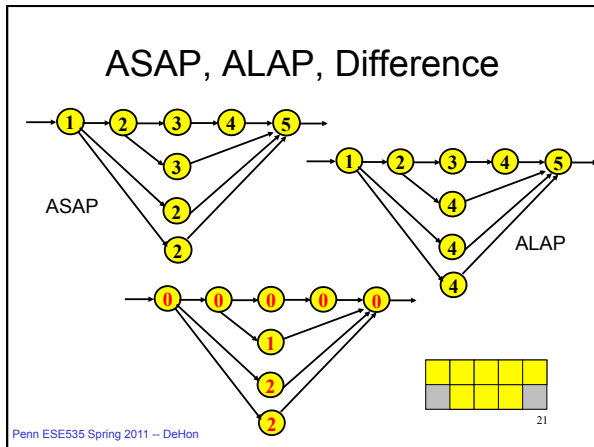 ASAP, ALAP, Difference
1 2 3 4 5
3
2
2
ASAP
1 2 3 4 5
4
4
4
ALAP
0 0 0 0 0
1
2
2
21
Penn ESE535 Spring 2011 -- DeHon